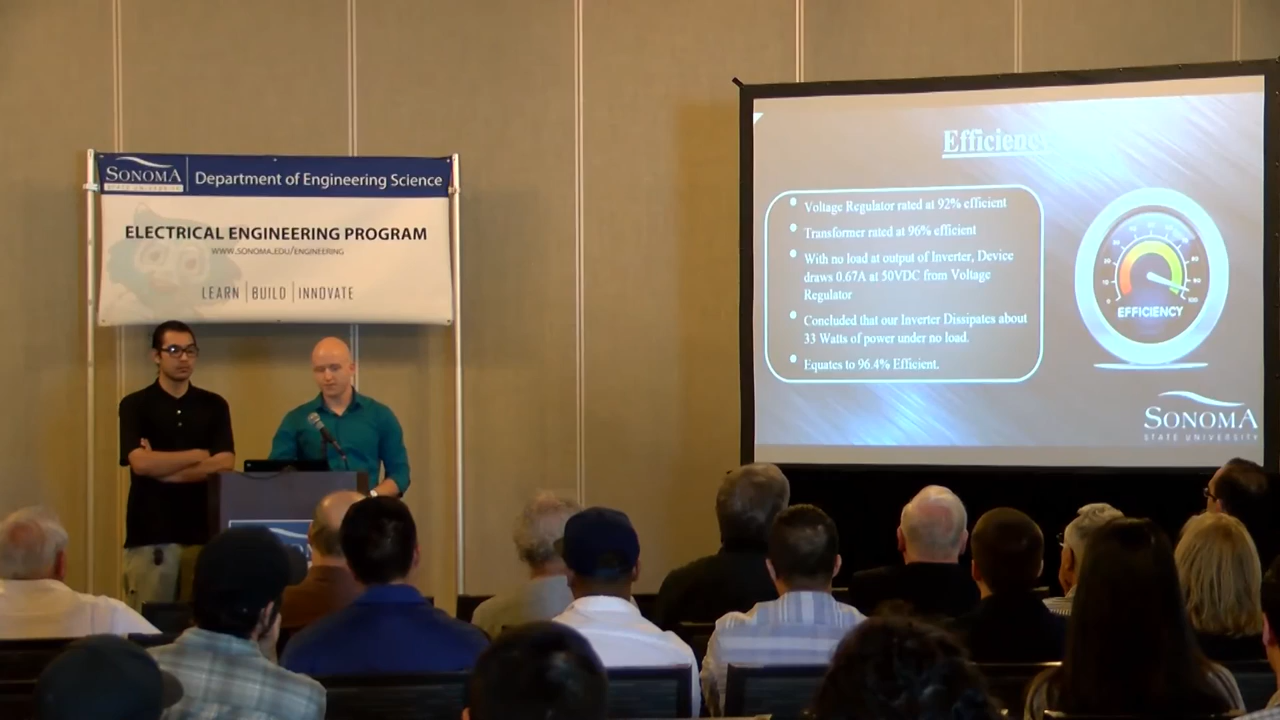 SONOMA
STATE UNIVERSITY
Department of Engineering Science
ELECTRICAL ENGINEERING PROGRAM
WWW.SONOMA.EDU/ENGINEERING
LEARN | BUILD | INNOVATE
Efficiency
Voltage Regulator rated at 92% efficient
Transformer rated at 96% efficient
With no load at output of Inverter, Device
draws 0.67A at 50VDC from Voltage
Regulator
Concluded that our Inverter Dissipates about
33 Watts of power under no load.
Equates to 96.4% Efficient.
EFFICIENCY
SONOMA
STATE UNIVERSITY